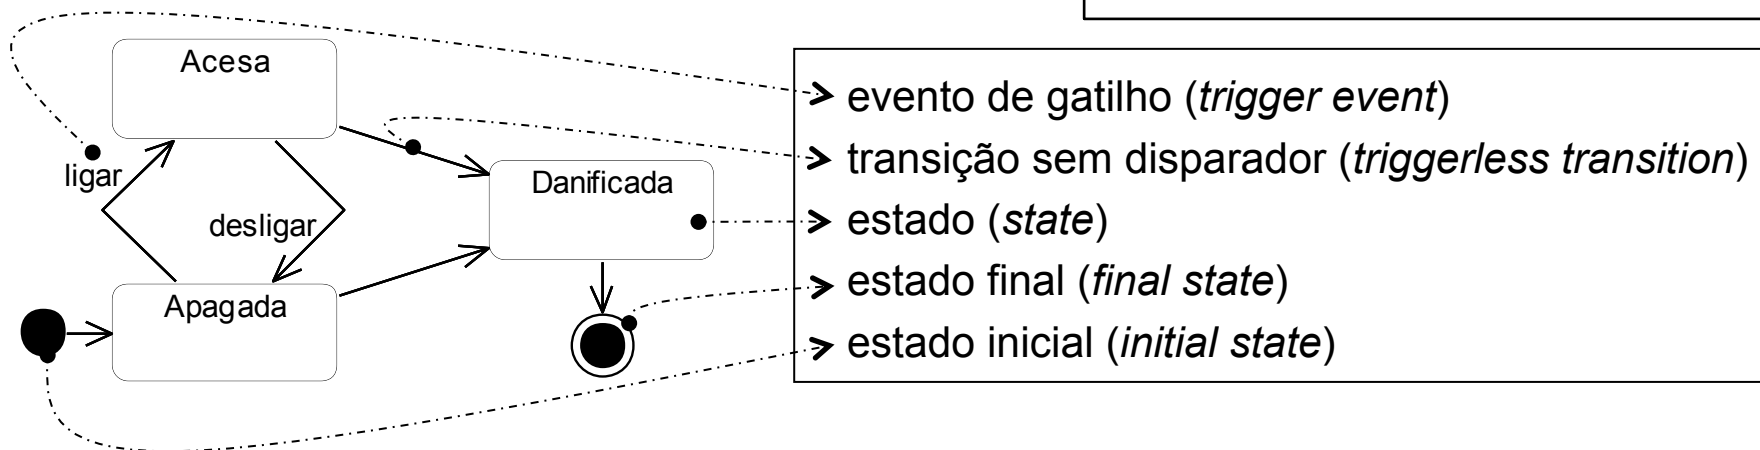 Acesa
ligar
desligar
Apagada
Danificada
evento de gatilho (trigger event)
transição sem disparador (triggerless transition)
estado (state)
estado final (final state)
estado inicial (initial state)